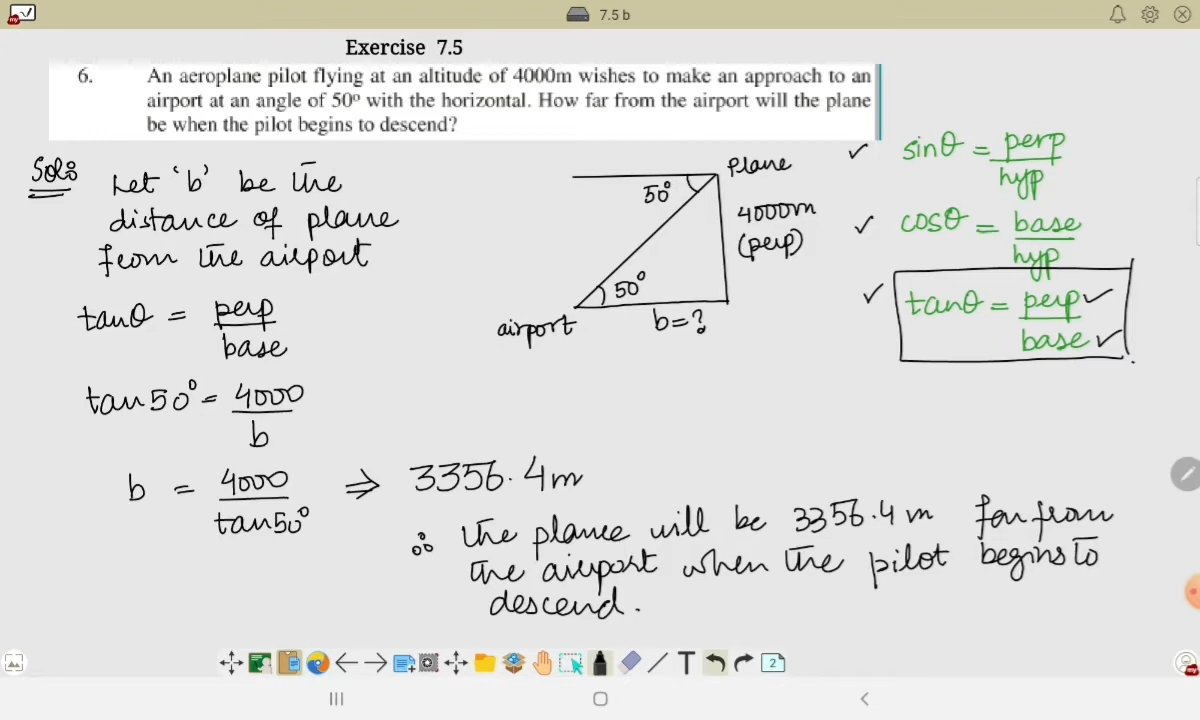 7.5 b
Exercise 7.5
6. An aeroplane pilot flying at an altitude of 4000m wishes to make an approach to an
airport at an angle of 50º with the horizontal. How far from the airport will the plane
be when the pilot begins to descend?
Sol:
Let 'b' be the
distance of plane
from the airport
tanθ = perp
base
tan50° = 4000
b
b = 4000 ⇒ 3356.4m
tan50°
∴ the plane will be 3356.4m far from
the airport when the pilot begins to
descend.
Plane
50°
4000m
(perp)
50°
airport
b=?
✓ sinθ = perp
hyp
✓ cosθ = base
hyp
✓ tanθ = perp ✓
base ✓
T
2